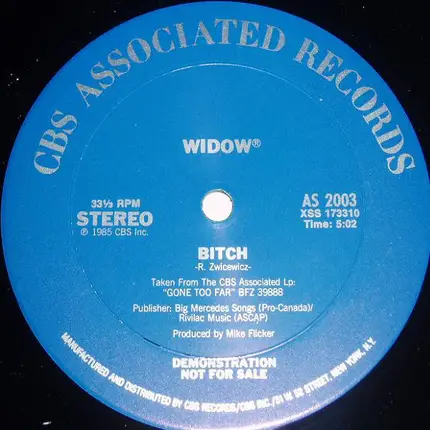 CBS ASSOCIATED RECORDS
WIDOW®
33⅓ RPM
STEREO
℗ 1985 CBS Inc.
AS 2003
XSS 173310
Time: 5:02
BITCH
-R. Zwicewicz-
Taken From The CBS Associated Lp:
"GONE TOO FAR" BFZ 39888
Publisher: Big Mercedes Songs (Pro-Canada)/
Rivilac Music (ASCAP)
Produced by Mike Flicker
DEMONSTRATION
NOT FOR SALE
MANUFACTURED AND DISTRIBUTED BY CBS RECORDS/CBS INC./51 W. 52 STREET, NEW YORK, N.Y.